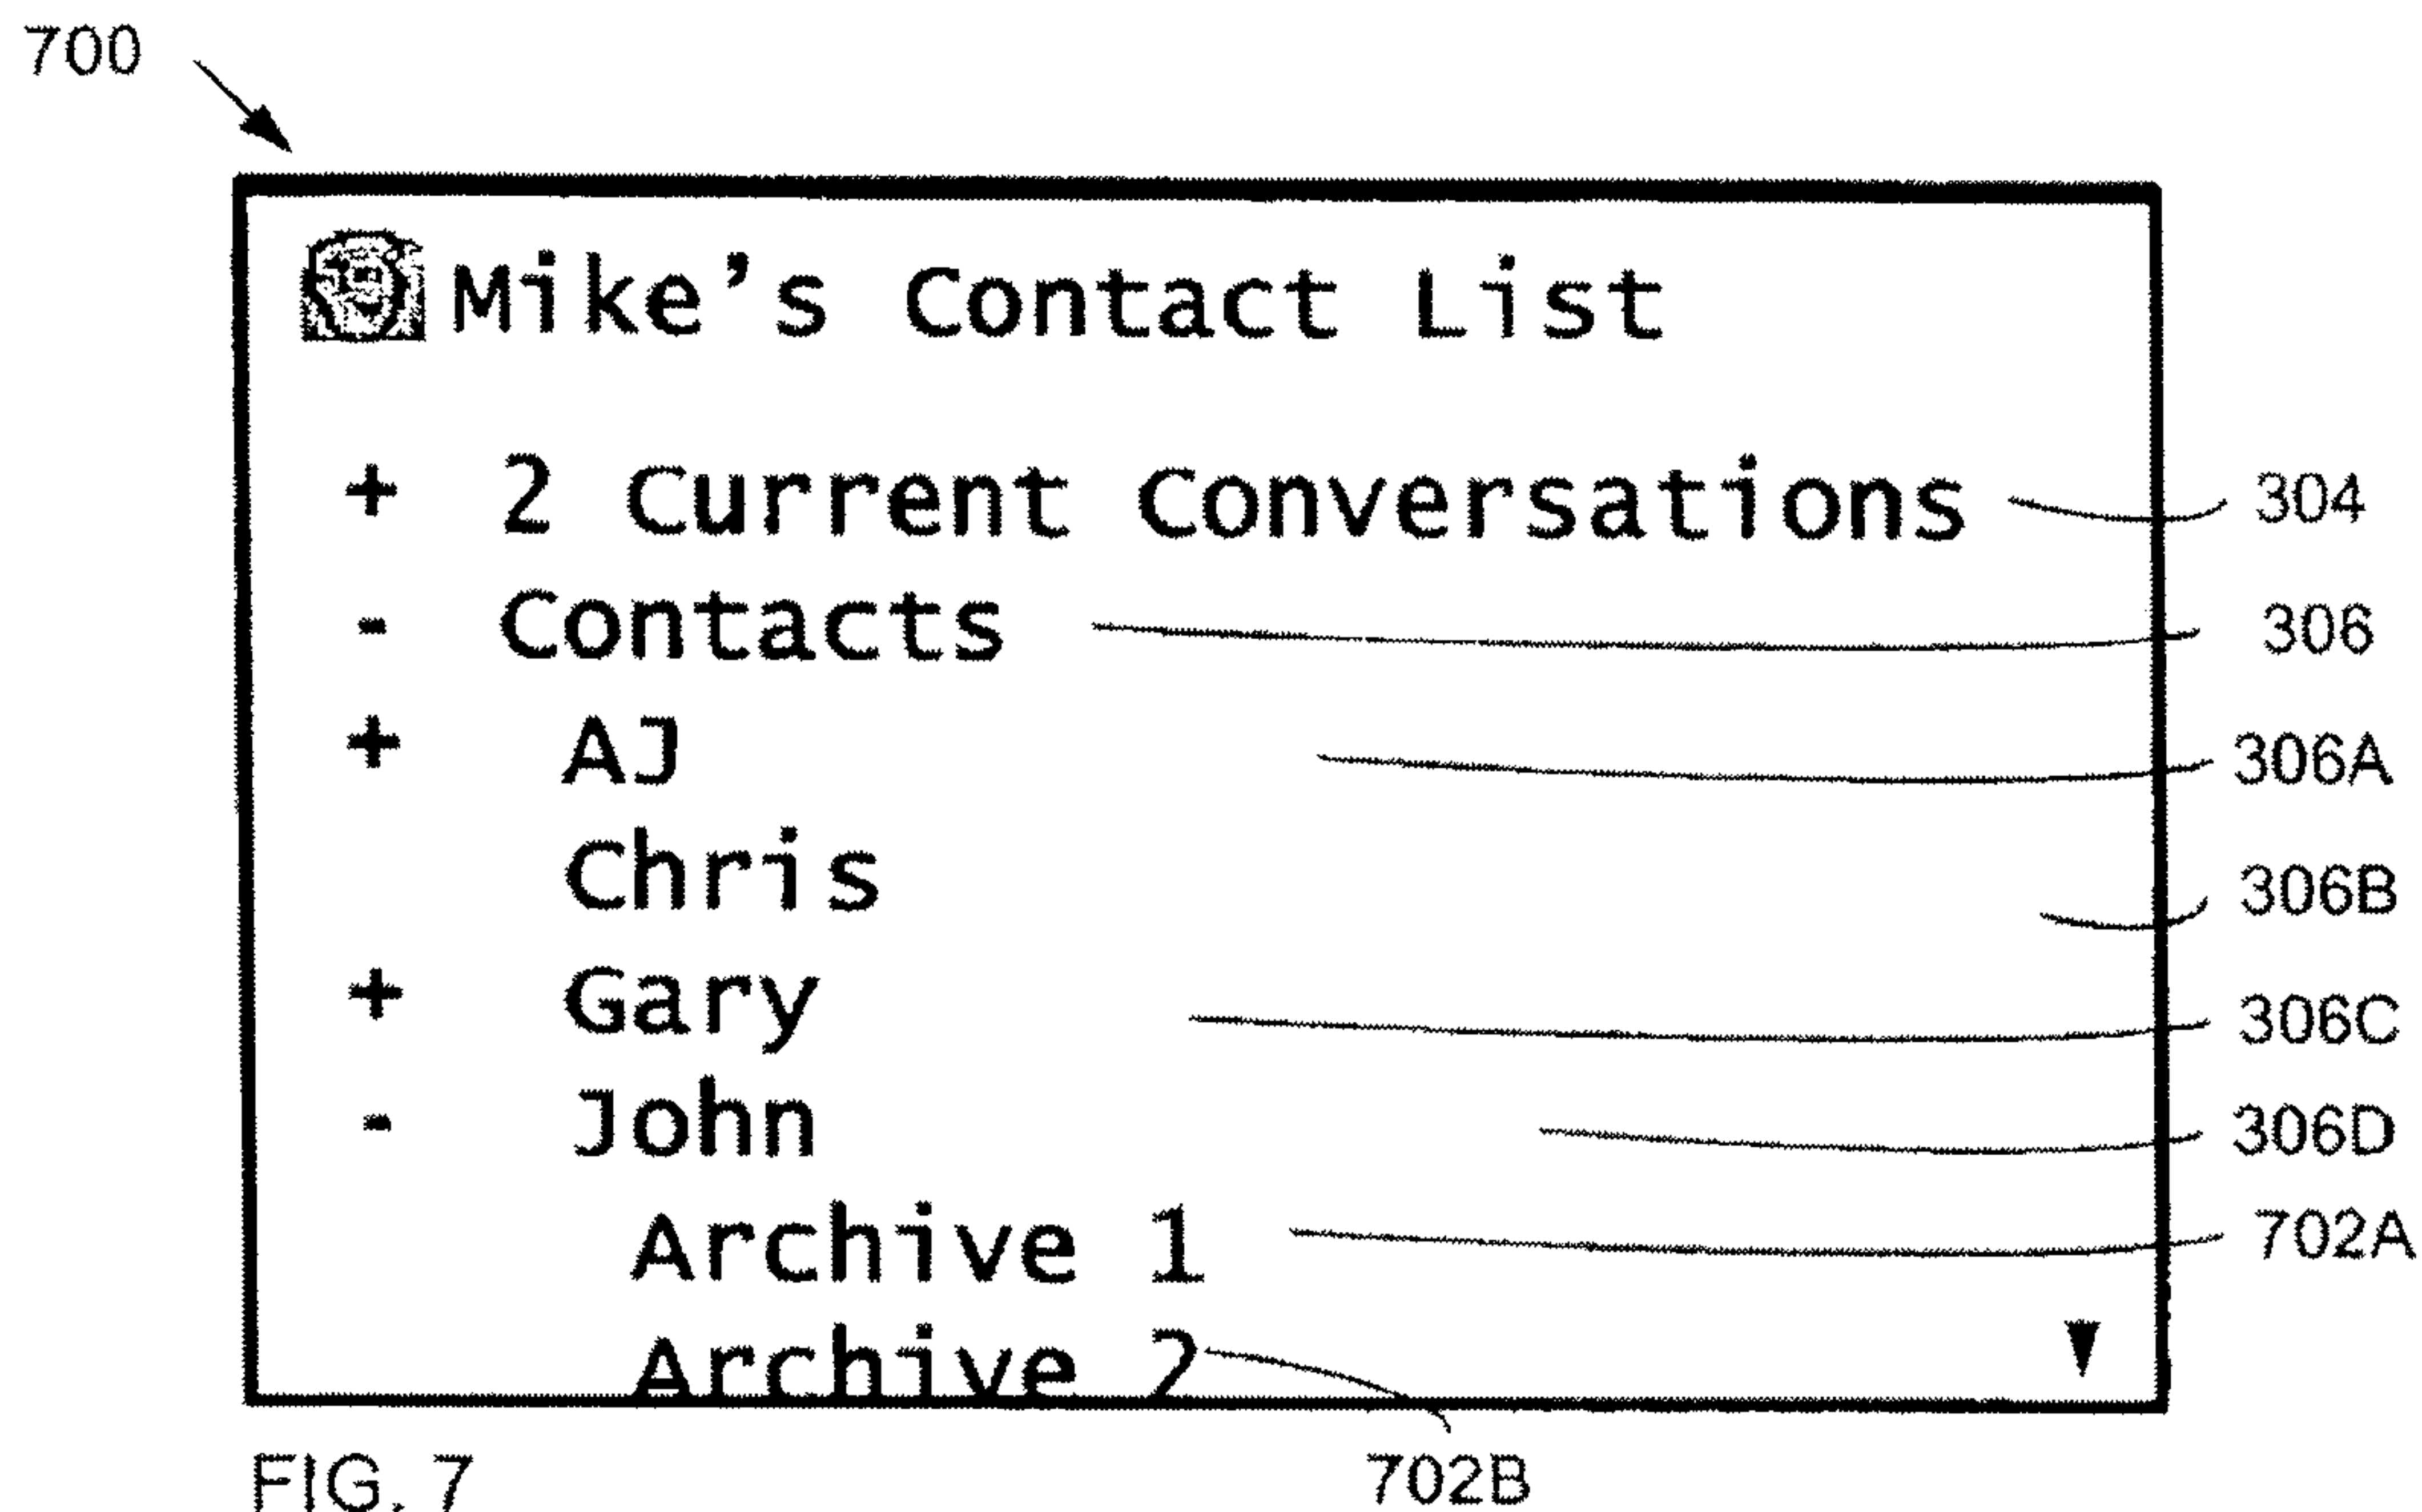 700
Mike's Contact List
+ 2 Current Conversations 304
- Contacts 306
+ AJ 306A
Chris 306B
+ Gary 306C
- John 306D
Archive 1 702A
Archive 2
702B
FIG. 7